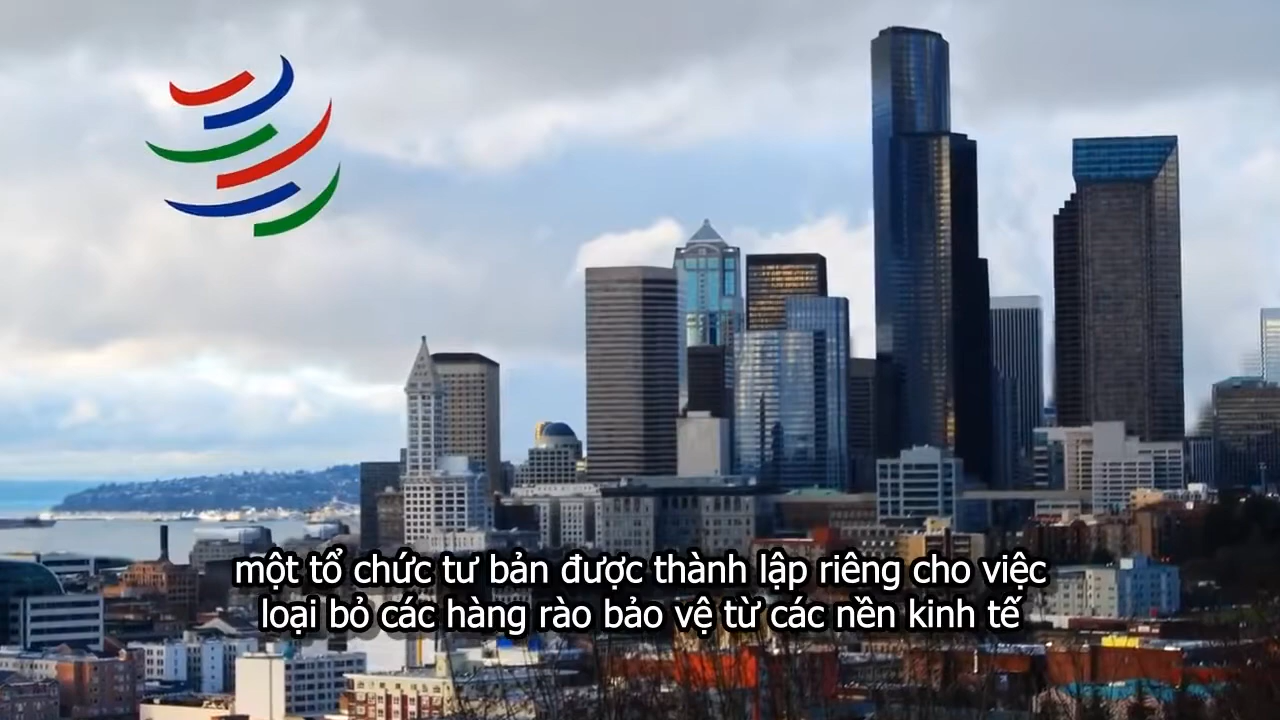 một tổ chức tư bản được thành lập riêng cho việc
loại bỏ các hàng rào bảo vệ từ các nền kinh tế